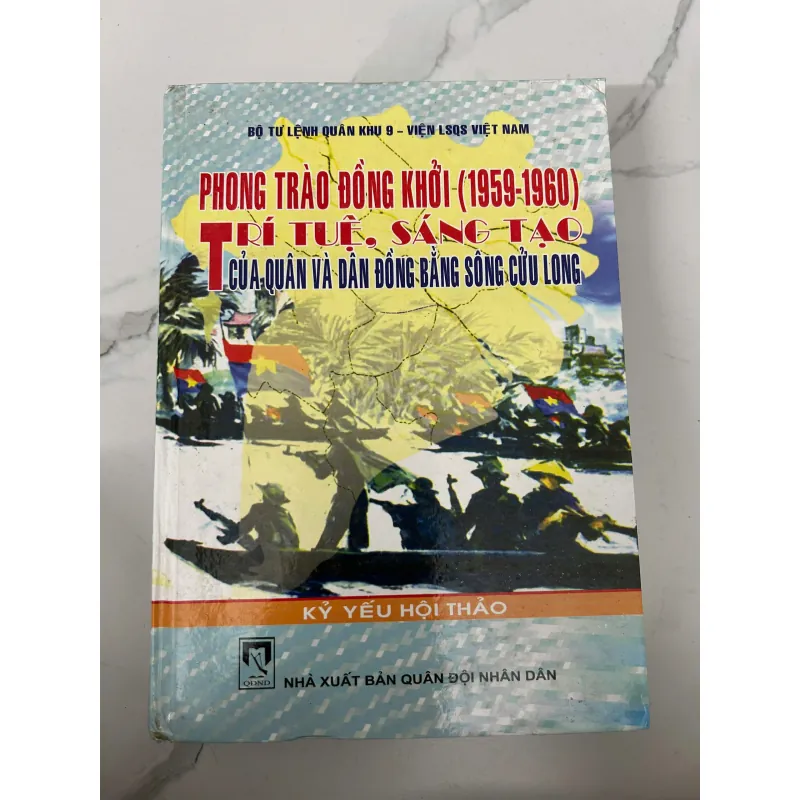 BỘ TƯ LỆNH QUÂN KHU 9 - VIỆN LSQS VIỆT NAM
PHONG TRÀO ĐỒNG KHỞI (1959-1960)
TRÍ TUỆ, SÁNG TẠO
CỦA QUÂN VÀ DÂN ĐỒNG BẰNG SÔNG CỬU LONG
KỶ YẾU HỘI THẢO
QĐND
NHÀ XUẤT BẢN QUÂN ĐỘI NHÂN DÂN